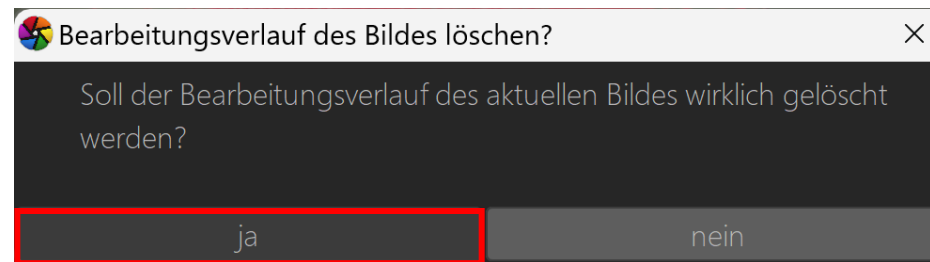 Bearbeitungsverlauf des Bildes löschen?
Soll der Bearbeitungsverlauf des aktuellen Bildes wirklich gelöscht
werden?
ja
nein